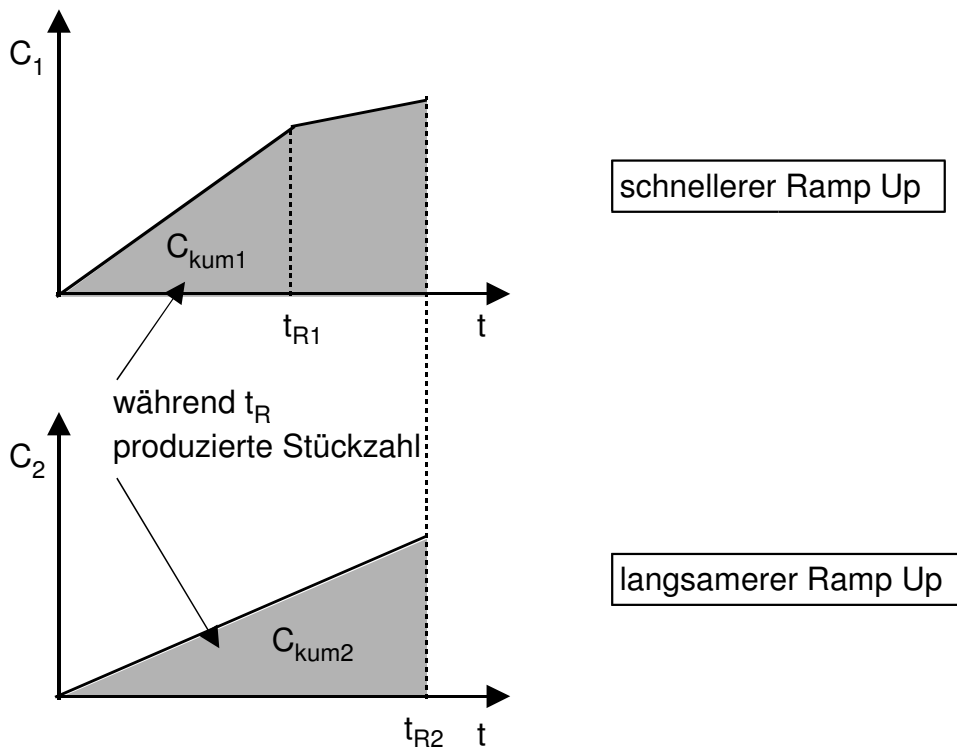 C1
schnellerer Ramp Up
Ckum1
tR1
t
während tR
produzierte Stückzahl
C2
langsamerer Ramp Up
Ckum2
tR2
t